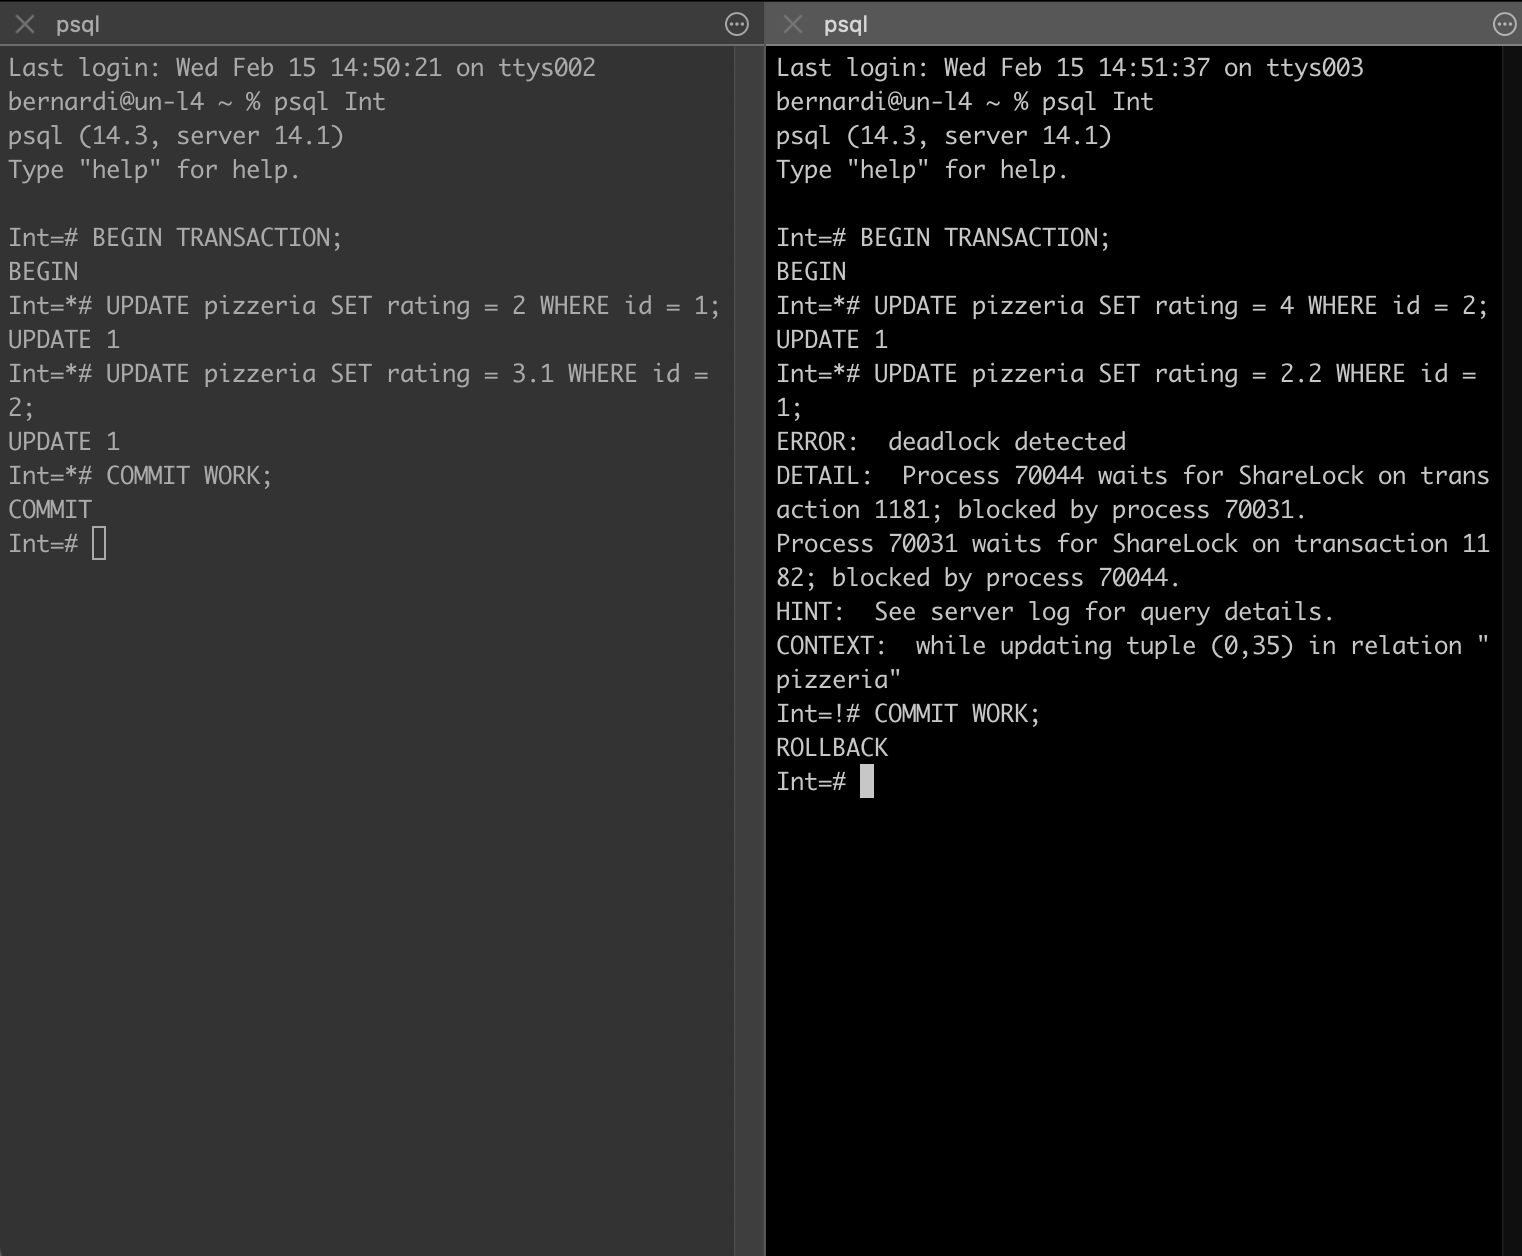 psql
Last login: Wed Feb 15 14:50:21 on ttys002
bernardi@un-l4 ~ % psql Int
psql (14.3, server 14.1)
Type "help" for help.
Int=# BEGIN TRANSACTION;
BEGIN
Int=*# UPDATE pizzeria SET rating = 2 WHERE id = 1;
UPDATE 1
Int=*# UPDATE pizzeria SET rating = 3.1 WHERE id =
2;
UPDATE 1
Int=*# COMMIT WORK;
COMMIT
Int=#
psql
Last login: Wed Feb 15 14:51:37 on ttys003
bernardi@un-l4 ~ % psql Int
psql (14.3, server 14.1)
Type "help" for help.
Int=# BEGIN TRANSACTION;
BEGIN
Int=*# UPDATE pizzeria SET rating = 4 WHERE id = 2;
UPDATE 1
Int=*# UPDATE pizzeria SET rating = 2.2 WHERE id =
1;
ERROR:  deadlock detected
DETAIL:  Process 70044 waits for ShareLock on trans
action 1181; blocked by process 70031.
Process 70031 waits for ShareLock on transaction 11
82; blocked by process 70044.
HINT:  See server log for query details.
CONTEXT:  while updating tuple (0,35) in relation "
pizzeria"
Int=!# COMMIT WORK;
ROLLBACK
Int=#